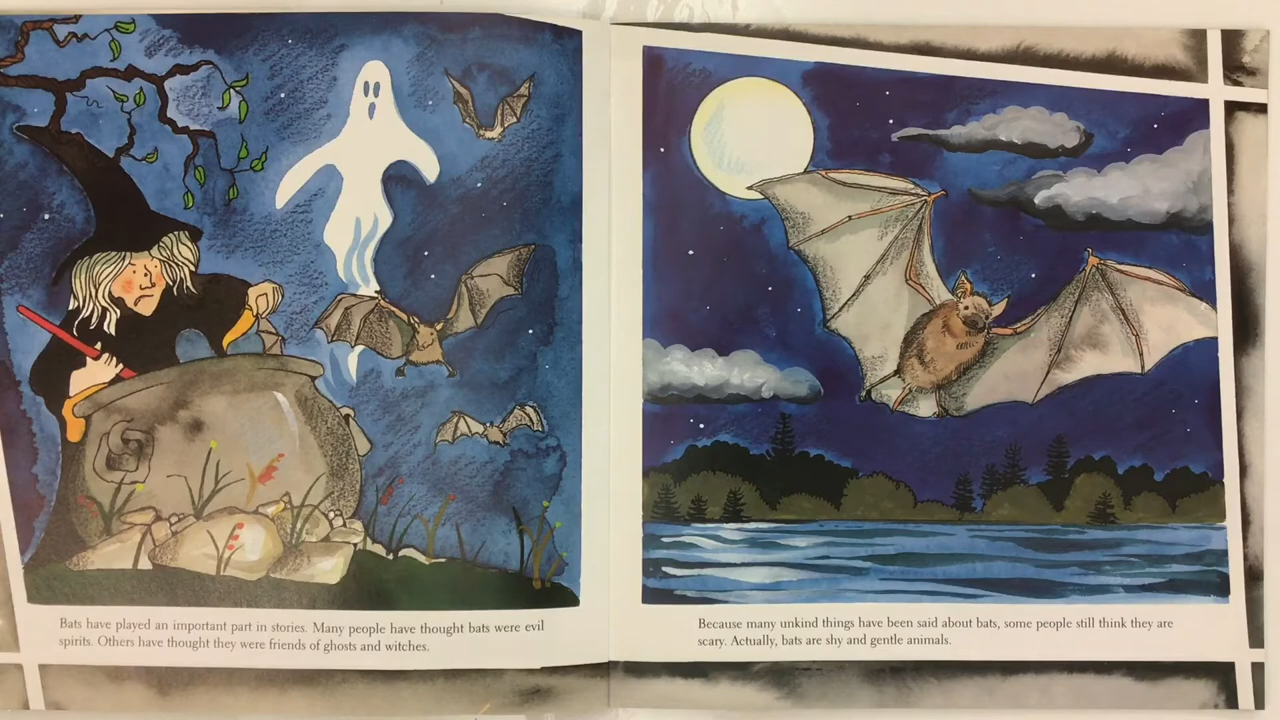 Bats have played an important part in stories. Many people have thought bats were evil
spirits. Others have thought they were friends of ghosts and witches.
Because many unkind things have been said about bats, some people still think they are
scary. Actually, bats are shy and gentle animals.